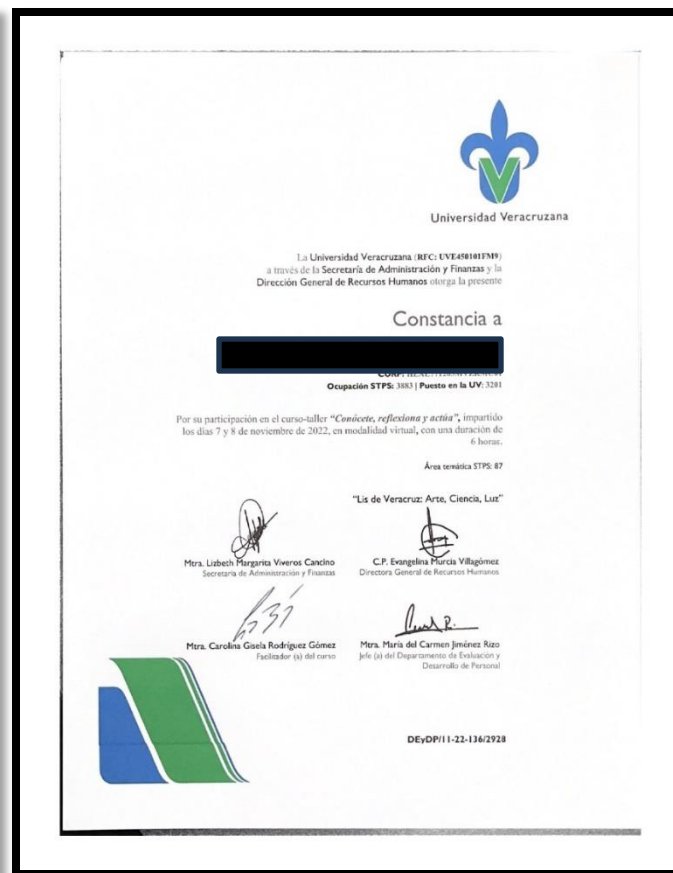 Universidad Veracruzana
La Universidad Veracruzana (RFC: UVE450101FM9)
a través de la Secretaría de Administración y Finanzas y la
Dirección General de Recursos Humanos otorga la presente
Constancia a
Ocupación STPS: 3883 | Puesto en la UV: 3201
Por su participación en el curso-taller "Conócete, reflexiona y actúa", impartido
los días 7 y 8 de noviembre de 2022, en modalidad virtual, con una duración de
6 horas.
Área temática STPS: 87
"Lis de Veracruz: Arte, Ciencia, Luz"
Mtra. Lizbeth Margarita Viveros Cancino
Secretaria de Administración y Finanzas
C.P. Evangelina Murcia Villagómez
Directora General de Recursos Humanos
Mtra. Carolina Gisela Rodríguez Gómez
Facilitador (a) del curso
Mtra. María del Carmen Jiménez Rizo
Jefe (a) del Departamento de Evaluación y
Desarrollo de Personal
DEyDP/11-22-136/2928